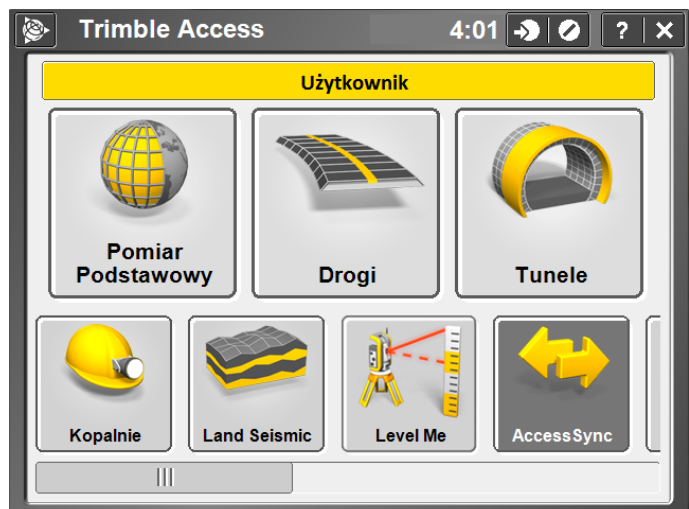 Trimble Access 4:01 ? ×
Użytkownik
Pomiar
Podstawowy
Drogi
Tunele
Kopalnie
Land Seismic
Level Me
AccessSync